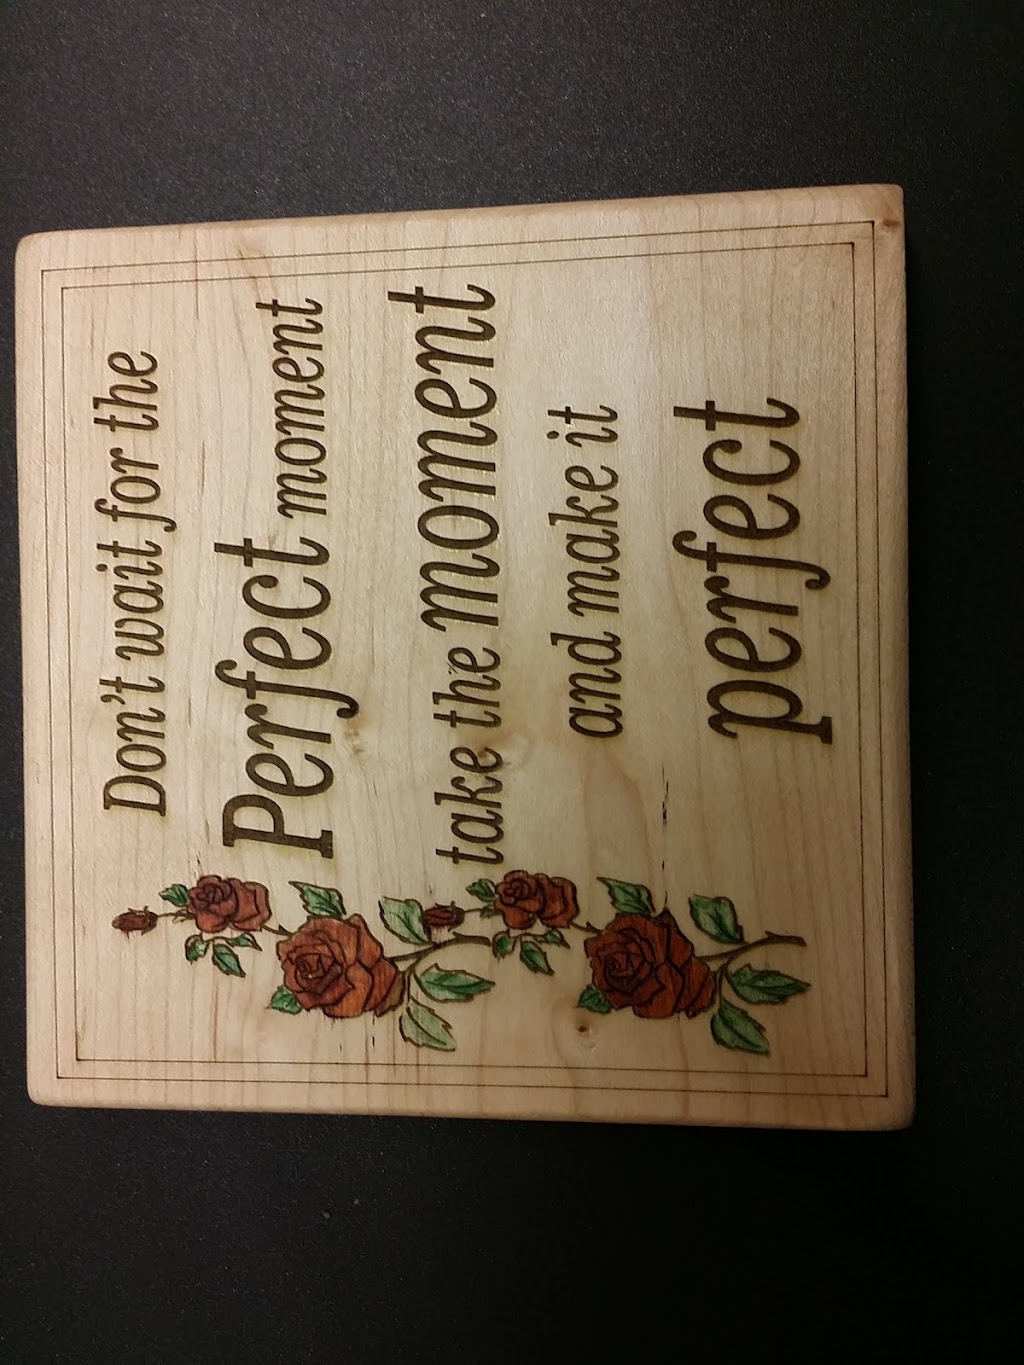 Don't wait for the
Perfect moment
take the moment
and make it
perfect